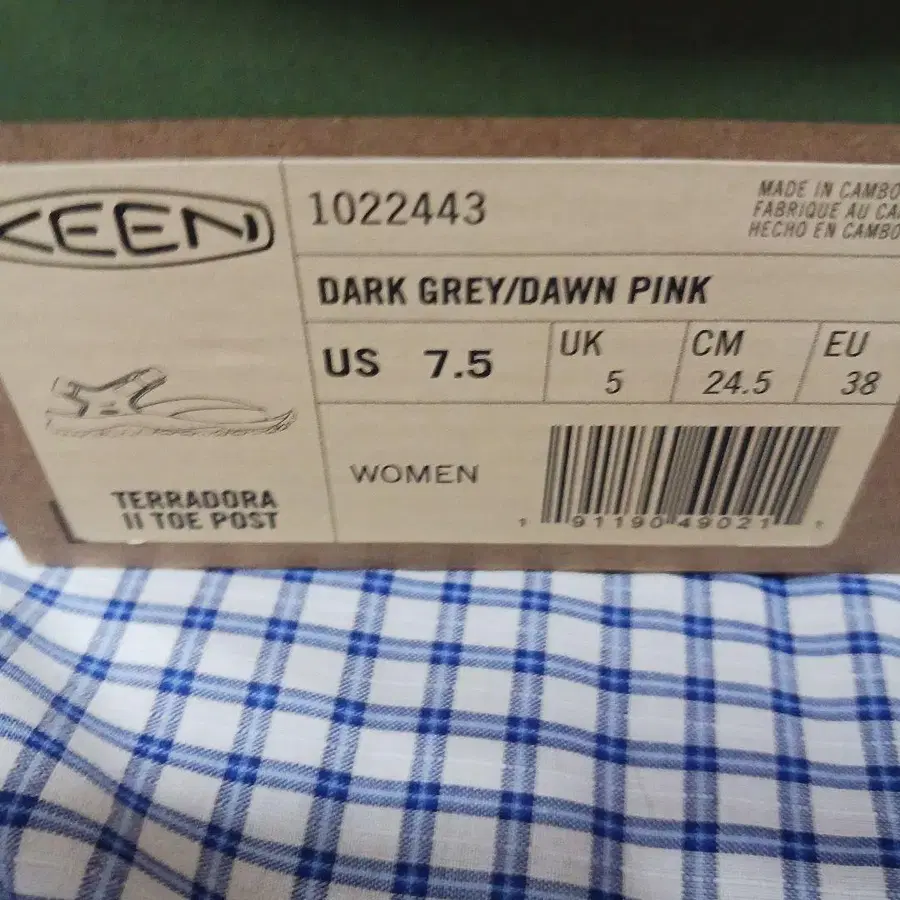 KEEN
1022443
MADE IN CAMBO
FABRIQUE AU CA
HECHO EN CAMBO
DARK GREY/DAWN PINK
US 7.5
UK 5
CM 24.5
EU 38
WOMEN
TERRADORA
II TOE POST
1 91190 49021 1